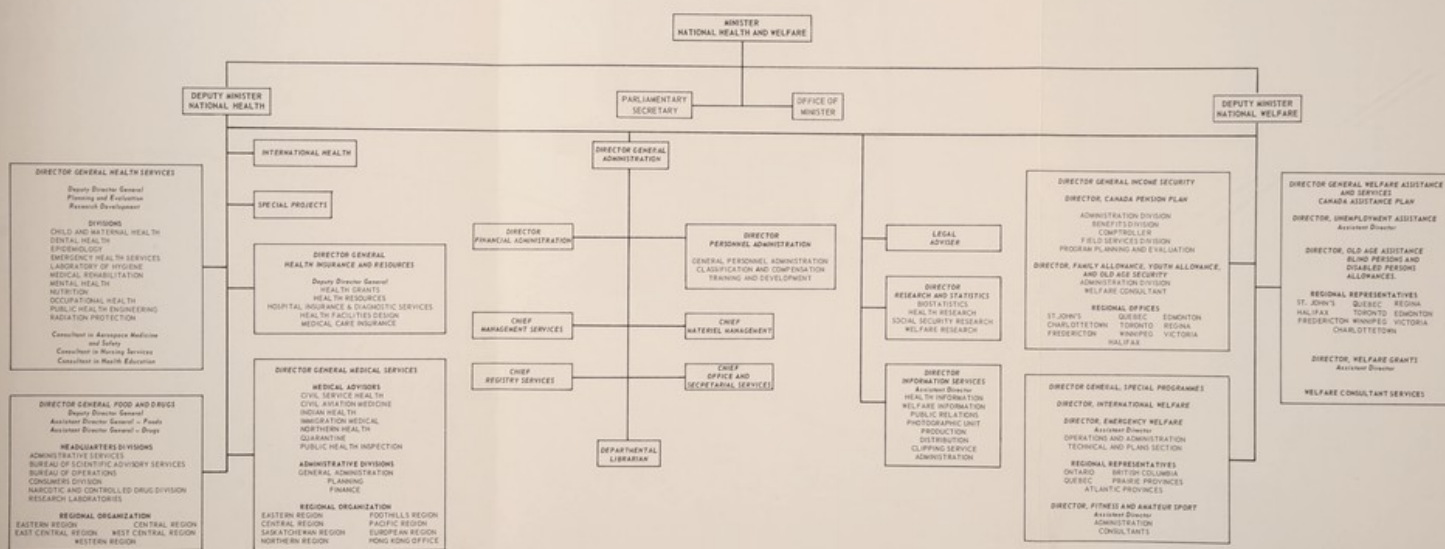 MINISTER
NATIONAL HEALTH AND WELFARE
DEPUTY MINISTER
NATIONAL HEALTH
PARLIAMENTARY
SECRETARY
OFFICE OF
MINISTER
DEPUTY MINISTER
NATIONAL WELFARE
INTERNATIONAL HEALTH
SPECIAL PROJECTS
DIRECTOR GENERAL HEALTH SERVICES
Deputy Director General
Planning and Evaluation
Research Development
DIVISIONS
CHILD AND MATERNAL HEALTH
DENTAL HEALTH
EPIDEMIOLOGY
EMERGENCY HEALTH SERVICES
LABORATORY OF HYGIENE
MEDICAL REHABILITATION
MENTAL HEALTH
NUTRITION
OCCUPATIONAL HEALTH
PUBLIC HEALTH ENGINEERING
RADIATION PROTECTION
Consultant in Aerospace Medicine
and Safety
Consultant in Nursing Services
Consultant in Health Education
DIRECTOR GENERAL
HEALTH INSURANCE AND RESOURCES
Deputy Director General
HEALTH GRANTS
HEALTH RESOURCES
HOSPITAL INSURANCE & DIAGNOSTIC SERVICES
HEALTH FACILITIES DESIGN
MEDICAL CARE INSURANCE
DIRECTOR GENERAL FOOD AND DRUGS
Deputy Director General
Assistant Director General – Foods
Assistant Director General – Drugs
HEADQUARTERS DIVISIONS
ADMINISTRATIVE SERVICES
BUREAU OF SCIENTIFIC ADVISORY SERVICES
BUREAU OF OPERATIONS
CONSUMERS DIVISION
NARCOTIC AND CONTROLLED DRUG DIVISION
RESEARCH LABORATORIES
REGIONAL ORGANIZATION
EASTERN REGION CENTRAL REGION
EAST CENTRAL REGION WEST CENTRAL REGION
WESTERN REGION
DIRECTOR GENERAL MEDICAL SERVICES
MEDICAL ADVISORS
CIVIL SERVICE HEALTH
CIVIL AVIATION MEDICINE
INDIAN HEALTH
IMMIGRATION MEDICAL
NORTHERN HEALTH
QUARANTINE
PUBLIC HEALTH INSPECTION
ADMINISTRATIVE DIVISIONS
GENERAL ADMINISTRATION
PLANNING
FINANCE
REGIONAL ORGANIZATION
EASTERN REGION FOOTHILLS REGION
CENTRAL REGION PACIFIC REGION
SASKATCHEWAN REGION EUROPEAN REGION
NORTHERN REGION HONG KONG OFFICE
DIRECTOR GENERAL
ADMINISTRATION
DIRECTOR
FINANCIAL ADMINISTRATION
DIRECTOR
PERSONNEL ADMINISTRATION
GENERAL PERSONNEL ADMINISTRATION
CLASSIFICATION AND COMPENSATION
TRAINING AND DEVELOPMENT
CHIEF
MANAGEMENT SERVICES
CHIEF
MATERIEL MANAGEMENT
CHIEF
REGISTRY SERVICES
CHIEF
OFFICE AND
SECRETARIAL SERVICES
DEPARTMENTAL
LIBRARIAN
LEGAL
ADVISER
DIRECTOR
RESEARCH AND STATISTICS
BIOSTATISTICS
HEALTH RESEARCH
SOCIAL SECURITY RESEARCH
WELFARE RESEARCH
DIRECTOR
INFORMATION SERVICES
Assistant Director
HEALTH INFORMATION
WELFARE INFORMATION
PUBLIC RELATIONS
PHOTOGRAPHIC UNIT
PRODUCTION
DISTRIBUTION
CLIPPING SERVICE
ADMINISTRATION
DIRECTOR GENERAL INCOME SECURITY
DIRECTOR, CANADA PENSION PLAN
ADMINISTRATION DIVISION
BENEFITS DIVISION
COMPTROLLER
FIELD SERVICES DIVISION
PROGRAM PLANNING AND EVALUATION
DIRECTOR, FAMILY ALLOWANCE, YOUTH ALLOWANCE,
AND OLD AGE SECURITY
ADMINISTRATION DIVISION
WELFARE CONSULTANT
REGIONAL OFFICES
ST.JOHN'S QUEBEC EDMONTON
CHARLOTTETOWN TORONTO REGINA
FREDERICTON WINNIPEG VICTORIA
HALIFAX
DIRECTOR GENERAL, SPECIAL PROGRAMMES
DIRECTOR, INTERNATIONAL WELFARE
DIRECTOR, EMERGENCY WELFARE
Assistant Director
OPERATIONS AND ADMINISTRATION
TECHNICAL AND PLANS SECTION
REGIONAL REPRESENTATIVES
ONTARIO BRITISH COLUMBIA
QUEBEC PRAIRIE PROVINCES
ATLANTIC PROVINCES
DIRECTOR, FITNESS AND AMATEUR SPORT
Assistant Director
ADMINISTRATION
CONSULTANTS
DIRECTOR GENERAL WELFARE ASSISTANCE
AND SERVICES
CANADA ASSISTANCE PLAN
DIRECTOR, UNEMPLOYMENT ASSISTANCE
Assistant Director
DIRECTOR, OLD AGE ASSISTANCE
BLIND PERSONS AND
DISABLED PERSONS
ALLOWANCES.
REGIONAL REPRESENTATIVES
ST. JOHN'S QUEBEC REGINA
HALIFAX TORONTO EDMONTON
FREDERICTON WINNIPEG VICTORIA
CHARLOTTETOWN
DIRECTOR, WELFARE GRANTS
Assistant Director
WELFARE CONSULTANT SERVICES